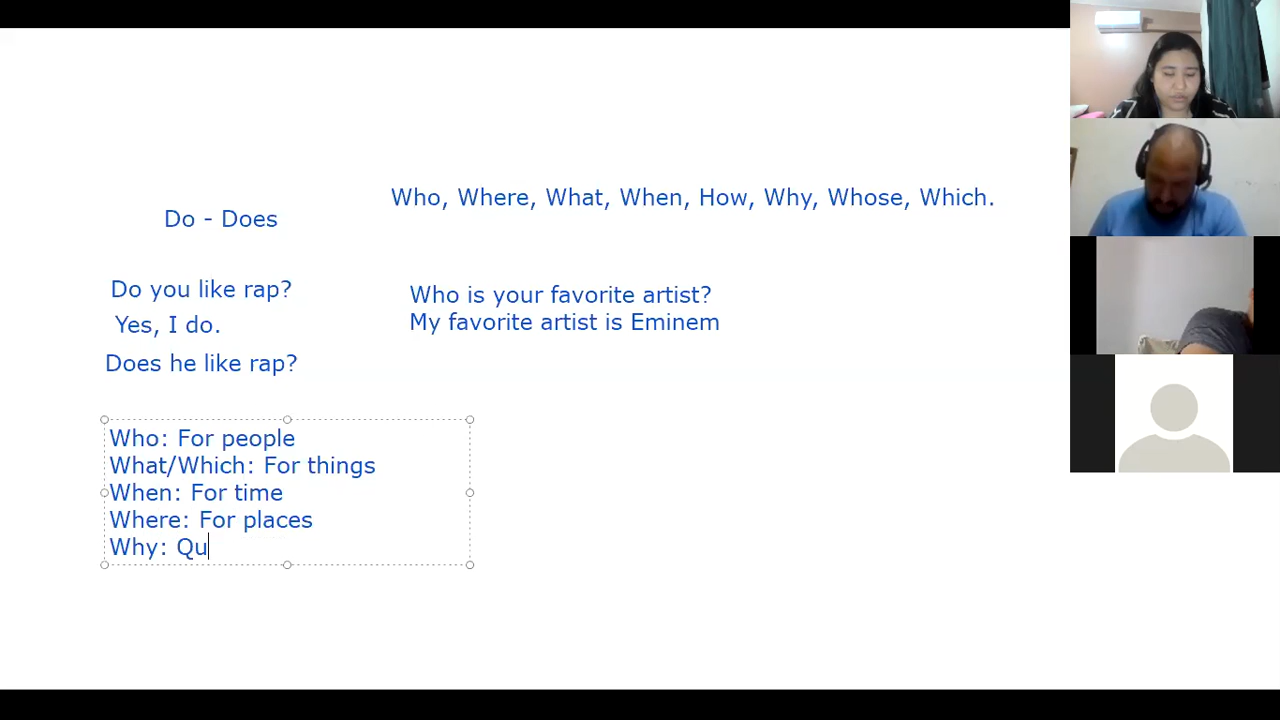 Who, Where, What, When, How, Why, Whose, Which.
Do - Does
Do you like rap?
Yes, I do.
Does he like rap?
Who is your favorite artist?
My favorite artist is Eminem
Who: For people
What/Which: For things
When: For time
Where: For places
Why: Qu